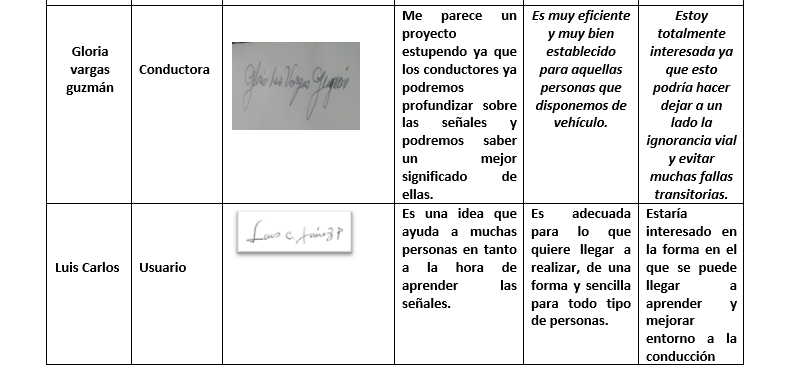 Gloria
vargas
guzmán
Conductora
Vargas Guzmán
Me parece un
proyecto
estupendo ya que
los conductores ya
podremos
profundizar sobre
las señales y
podremos saber
un mejor
significado de
ellas.
Es muy eficiente
y muy bien
establecido
para aquellas
personas que
disponemos de
vehículo.
Estoy
totalmente
interesada ya
que esto
podría hacer
dejar a un
lado la
ignorancia vial
y evitar
muchas fallas
transitorias.
Luis Carlos
Usuario
Luis C
Es una idea que
ayuda a muchas
personas en tanto
a la hora de
aprender las
señales.
Es adecuada
para lo que
quiere llegar a
realizar, de una
forma y sencilla
para todo tipo
de personas.
Estaría
interesado en
la forma en el
que se puede
llegar a
aprender y
mejorar
entorno a la
conducción